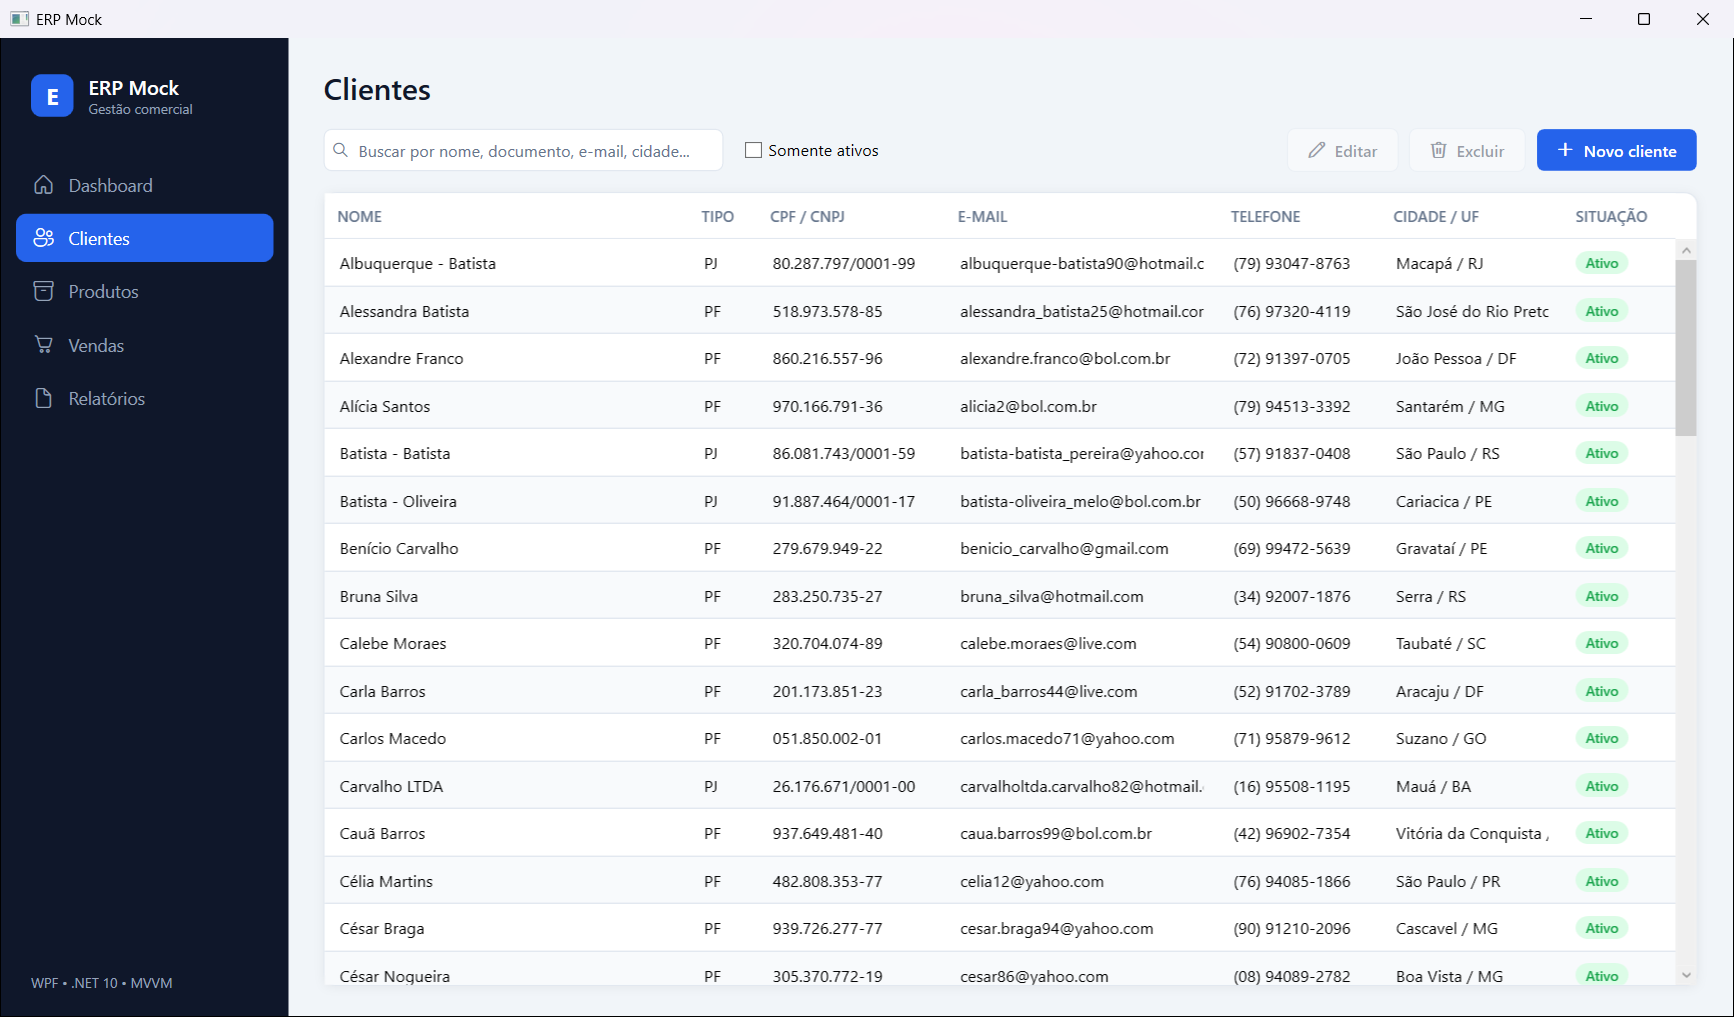 ERP Mock
E
ERP Mock
Gestão comercial
Dashboard
Clientes
Produtos
Vendas
Relatórios
WPF • .NET 10 • MVVM
Clientes
Buscar por nome, documento, e-mail, cidade...
Somente ativos
Editar
Excluir
Novo cliente
NOME TIPO CPF / CNPJ E-MAIL TELEFONE CIDADE / UF SITUAÇÃO
Albuquerque - Batista PJ 80.287.797/0001-99 albuquerque-batista90@hotmail.c (79) 93047-8763 Macapá / RJ Ativo
Alessandra Batista PF 518.973.578-85 alessandra_batista25@hotmail.cor (76) 97320-4119 São José do Rio Pretc Ativo
Alexandre Franco PF 860.216.557-96 alexandre.franco@bol.com.br (72) 91397-0705 João Pessoa / DF Ativo
Alícia Santos PF 970.166.791-36 alicia2@bol.com.br (79) 94513-3392 Santarém / MG Ativo
Batista - Batista PJ 86.081.743/0001-59 batista-batista_pereira@yahoo.cor (57) 91837-0408 São Paulo / RS Ativo
Batista - Oliveira PJ 91.887.464/0001-17 batista-oliveira_melo@bol.com.br (50) 96668-9748 Cariacica / PE Ativo
Benício Carvalho PF 279.679.949-22 benicio_carvalho@gmail.com (69) 99472-5639 Gravataí / PE Ativo
Bruna Silva PF 283.250.735-27 bruna_silva@hotmail.com (34) 92007-1876 Serra / RS Ativo
Calebe Moraes PF 320.704.074-89 calebe.moraes@live.com (54) 90800-0609 Taubaté / SC Ativo
Carla Barros PF 201.173.851-23 carla_barros44@live.com (52) 91702-3789 Aracaju / DF Ativo
Carlos Macedo PF 051.850.002-01 carlos.macedo71@yahoo.com (71) 95879-9612 Suzano / GO Ativo
Carvalho LTDA PJ 26.176.671/0001-00 carvalholtda.carvalho82@hotmail. (16) 95508-1195 Mauá / BA Ativo
Cauã Barros PF 937.649.481-40 caua.barros99@bol.com.br (42) 96902-7354 Vitória da Conquista / Ativo
Célia Martins PF 482.808.353-77 celia12@yahoo.com (76) 94085-1866 São Paulo / PR Ativo
César Braga PF 939.726.277-77 cesar.braga94@yahoo.com (90) 91210-2096 Cascavel / MG Ativo
César Nogueira PF 305.370.772-19 cesar86@yahoo.com (08) 94089-2782 Boa Vista / MG Ativo